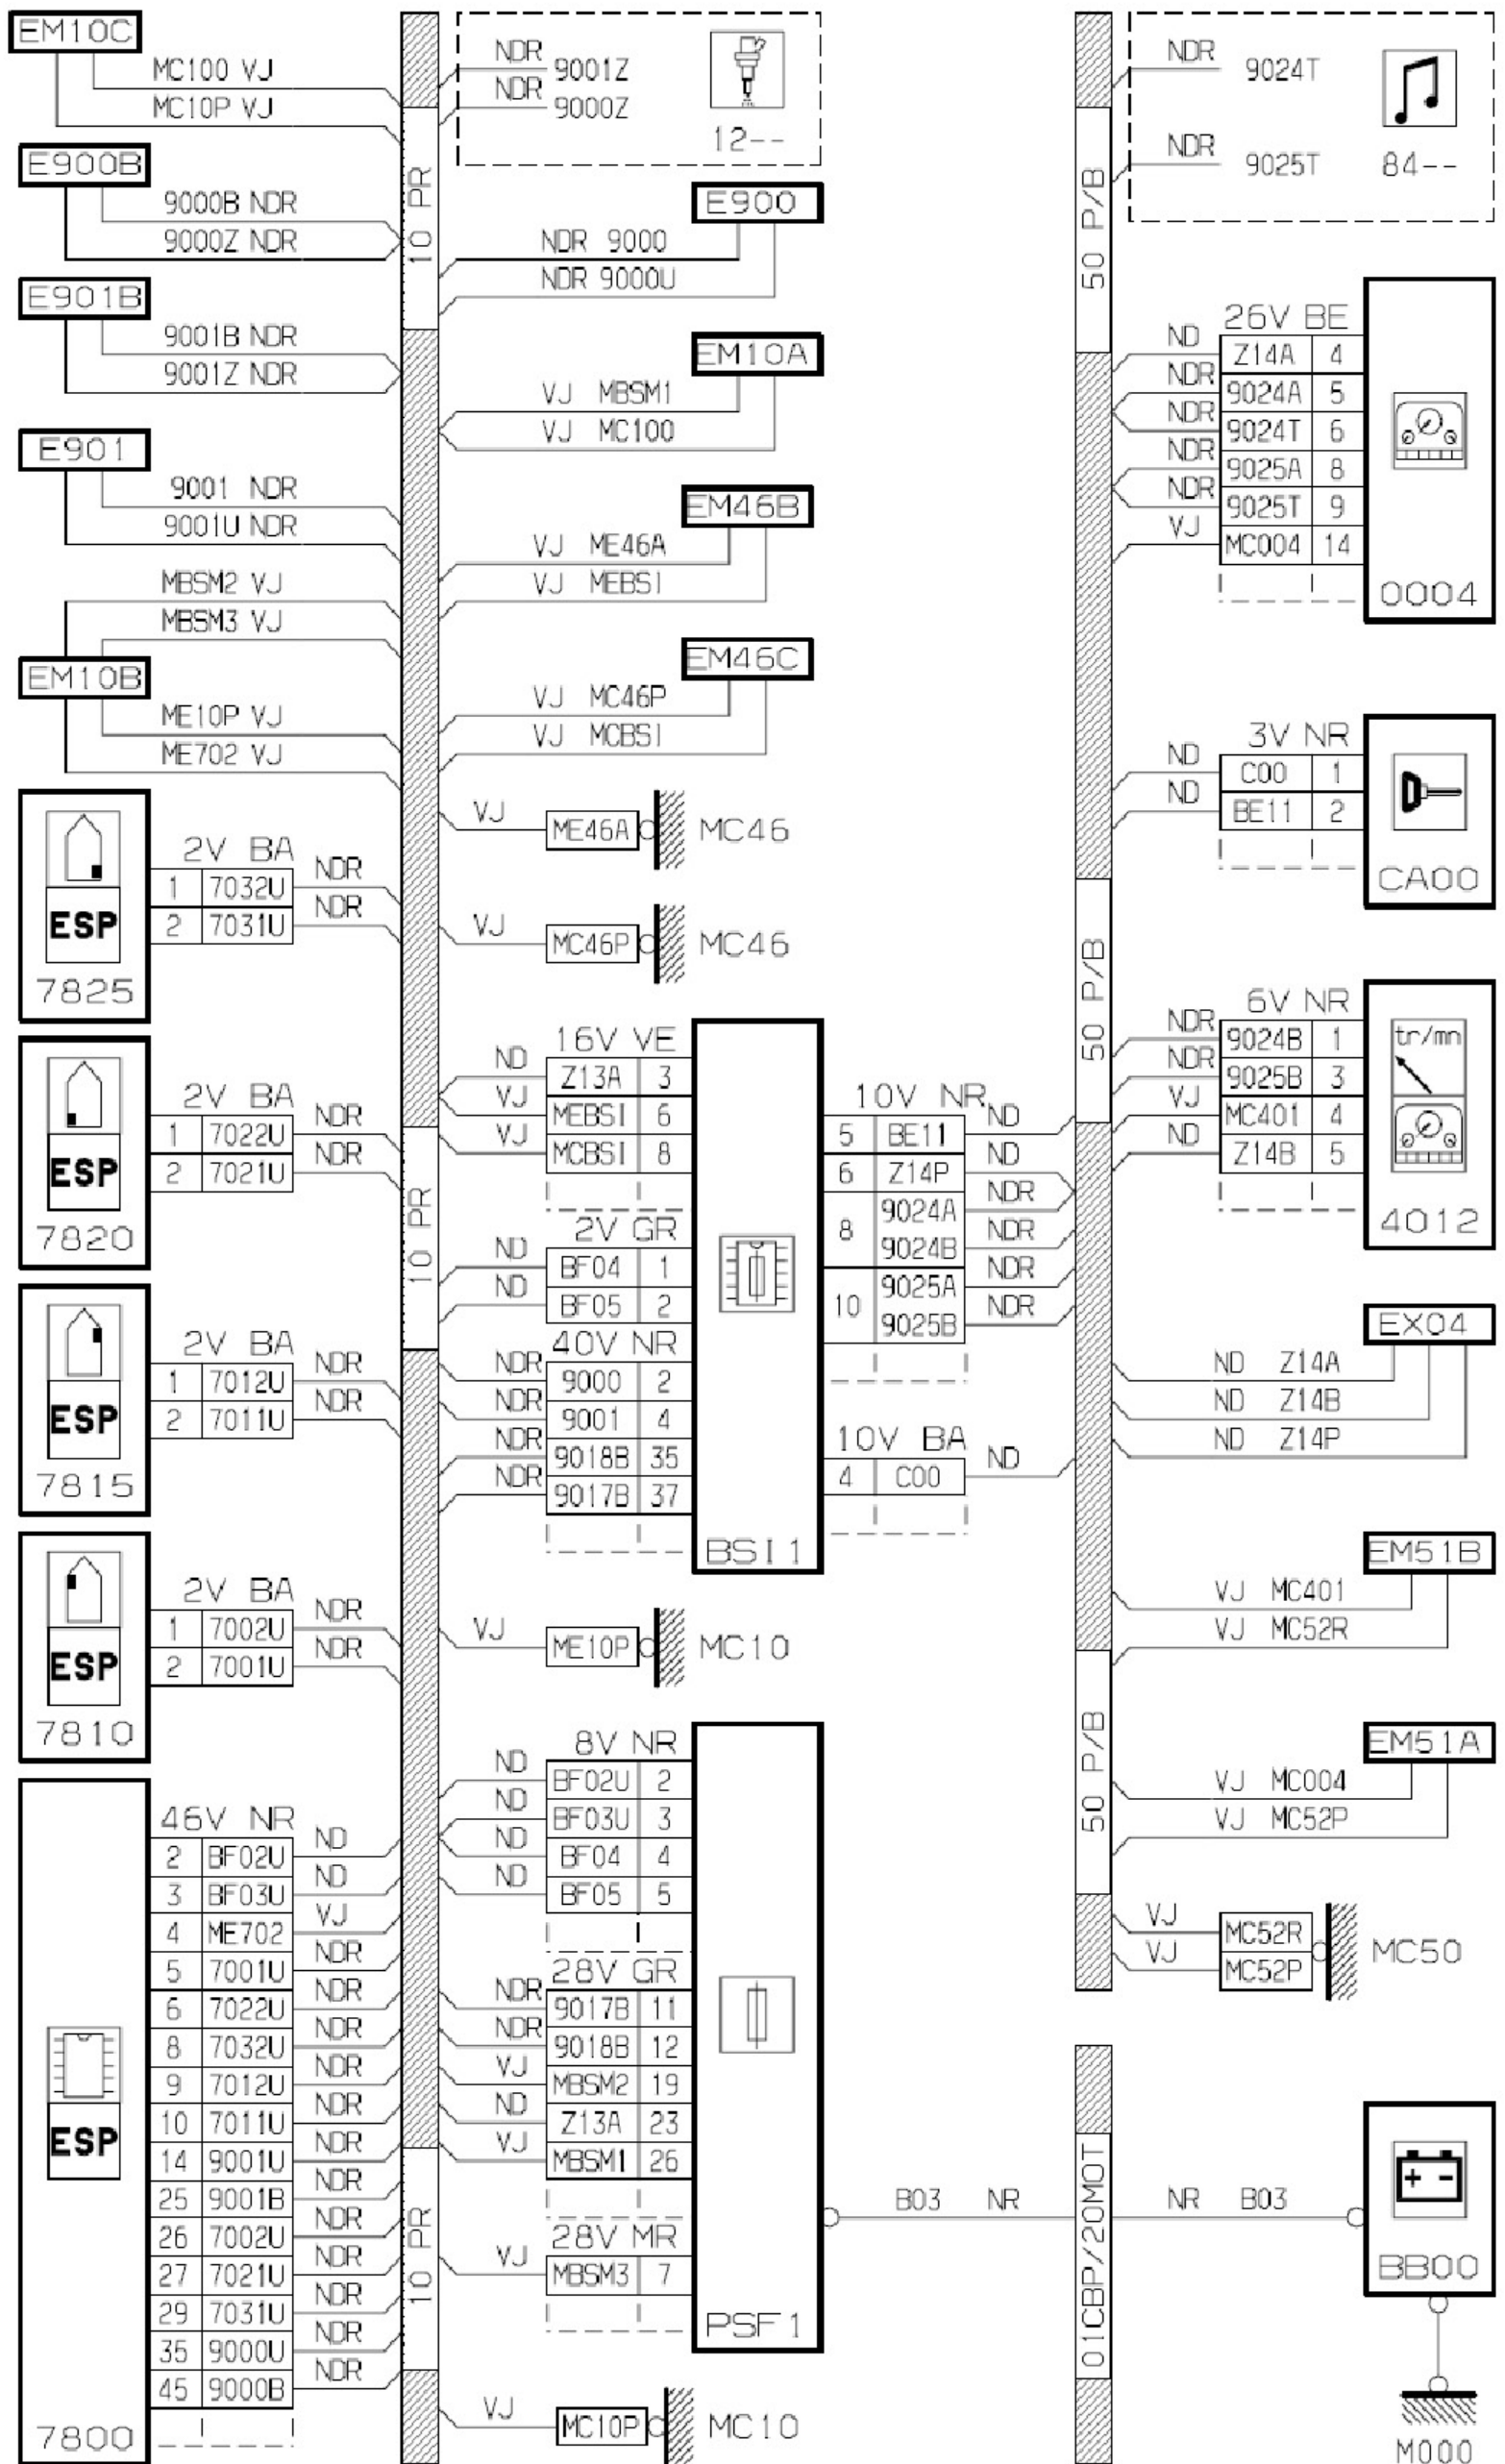 EM10C
MC100 VJ
MC10P VJ
E900B
9000B NDR
9000Z NDR
E901B
9001B NDR
9001Z NDR
E901
9001 NDR
9001U NDR
MBSM2 VJ
MBSM3 VJ
EM10B
ME10P VJ
ME702 VJ
2V BA
1 7032U NDR
2 7031U NDR
ESP
7825
2V BA
1 7022U NDR
2 7021U NDR
ESP
7820
2V BA
1 7012U NDR
2 7011U NDR
ESP
7815
2V BA
1 7002U NDR
2 7001U NDR
ESP
7810
46V NR
2 BF02U ND
3 BF03U ND
4 ME702 VJ
5 7001U NDR
6 7022U NDR
8 7032U NDR
9 7012U NDR
10 7011U NDR
14 9001U NDR
25 9001B NDR
26 7002U NDR
27 7021U NDR
29 7031U NDR
35 9000U NDR
45 9000B NDR
ESP
7800
10 PR
10 PR
10 PR
NDR 9001Z
NDR 9000Z
12--
E900
NDR 9000
NDR 9000U
EM10A
VJ MBSM1
VJ MC100
EM46B
VJ ME46A
VJ MEBSI
EM46C
VJ MC46P
VJ MCBSI
VJ ME46A MC46
VJ MC46P MC46
16V VE
ND Z13A 3
VJ MEBSI 6
VJ MCBSI 8
2V GR
ND BF04 1
ND BF05 2
40V NR
NDR 9000 2
NDR 9001 4
NDR 9018B 35
NDR 9017B 37
BSI1
10V NR
5 BE11 ND
6 Z14P ND
8 9024A NDR
9024B NDR
10 9025A NDR
9025B NDR
10V BA
4 C00 ND
VJ ME10P MC10
8V NR
ND BF02U 2
ND BF03U 3
ND BF04 4
ND BF05 5
28V GR
NDR 9017B 11
NDR 9018B 12
VJ MBSM2 19
ND Z13A 23
VJ MBSM1 26
28V MR
VJ MBSM3 7
PSF1
VJ MC10P MC10
B03 NR
50 P/B
50 P/B
50 P/B
01CBP/20MOT
NDR 9024T
NDR 9025T
84--
26V BE
ND Z14A 4
NDR 9024A 5
NDR 9024T 6
NDR 9025A 8
NDR 9025T 9
VJ MC004 14
0004
3V NR
ND C00 1
ND BE11 2
CA00
6V NR
NDR 9024B 1
NDR 9025B 3
VJ MC401 4
ND Z14B 5
tr/mn
4012
EX04
ND Z14A
ND Z14B
ND Z14P
EM51B
VJ MC401
VJ MC52R
EM51A
VJ MC004
VJ MC52P
VJ MC52R
VJ MC52P
MC50
NR B03
+ -
BB00
M000